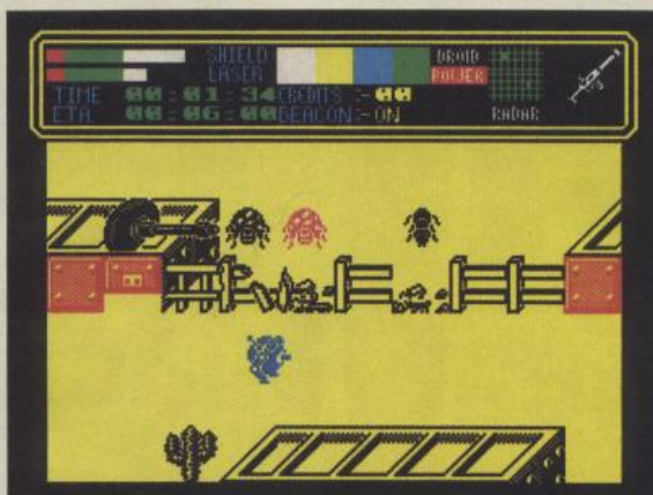 SHIELD DROID
LASER POWER
TIME 00:01:34 CREDITS :-00
ETA 00:06:00 BEACON :-ON RADAR